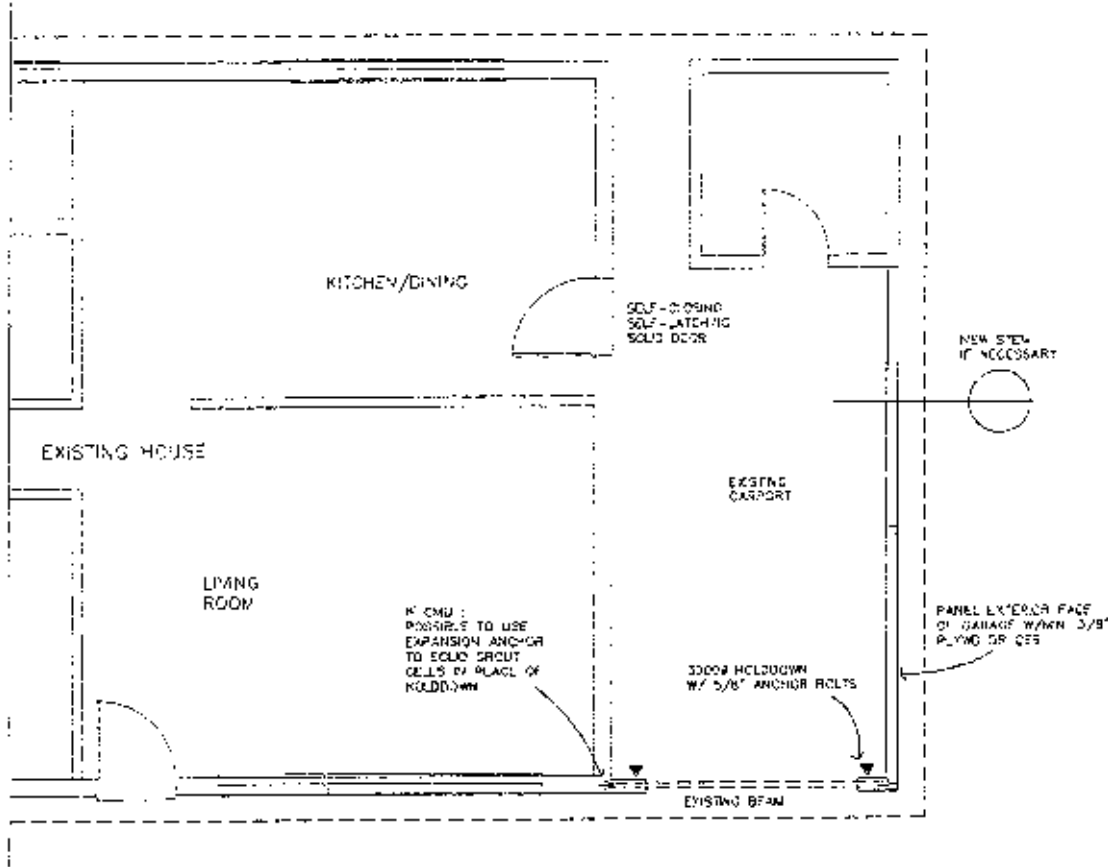 KITCHEN/DINING
SELF-CLOSING
SELF-LATCHING
SOLID DOOR
NEW STEM
IF NECESSARY
EXISTING HOUSE
EXISTING
CARPORT
LIVING
ROOM
IF CMU :
POSSIBLE TO USE
EXPANSION ANCHOR
TO SOLID GROUT
CELLS IN PLACE OF
HOLDDOWN
3000# HOLDDOWN
W/ 5/8" ANCHOR BOLTS
PANEL EXTERIOR FACE
OF GARAGE W/MIN. 3/8"
PLYWD OR OSB
EXISTING BEAM